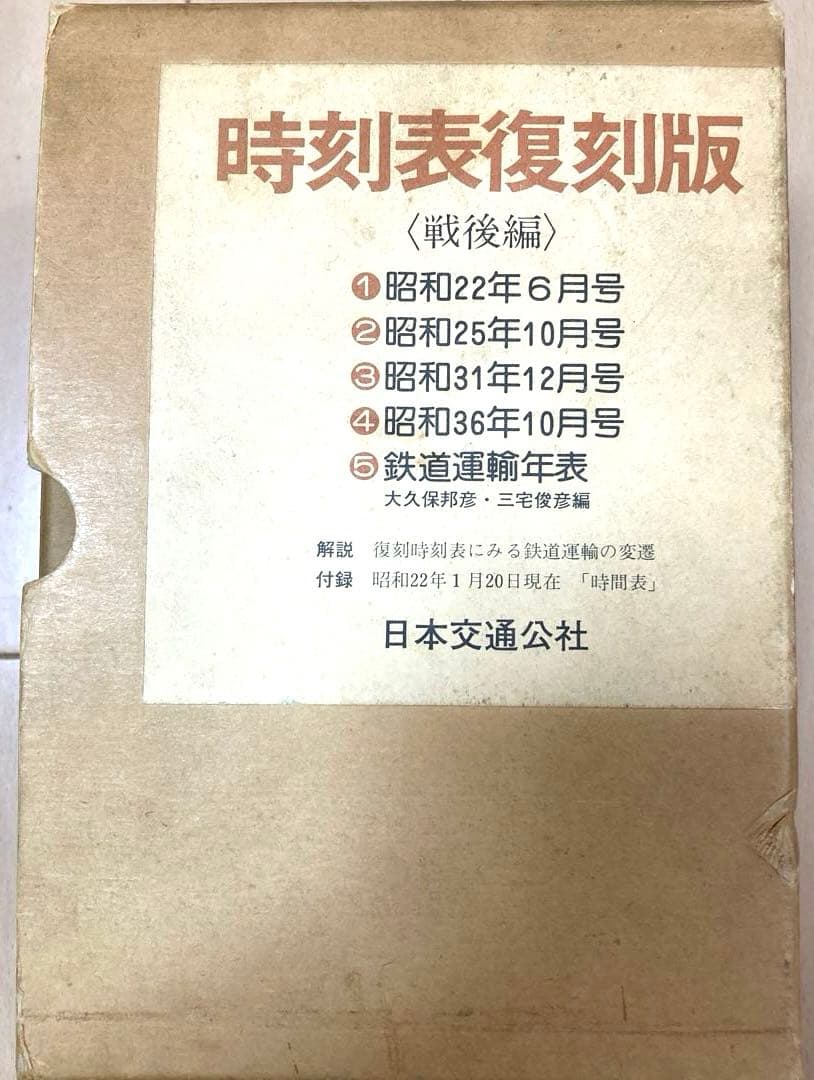 時刻表復刻版
〈戦後編〉
❶昭和22年6月号
❷昭和25年10月号
❸昭和31年12月号
❹昭和36年10月号
❺鉄道運輸年表
大久保邦彦・三宅俊彦編
解説 復刻時刻表にみる鉄道運輸の変遷
付録 昭和22年1月20日現在 「時間表」
日本交通公社